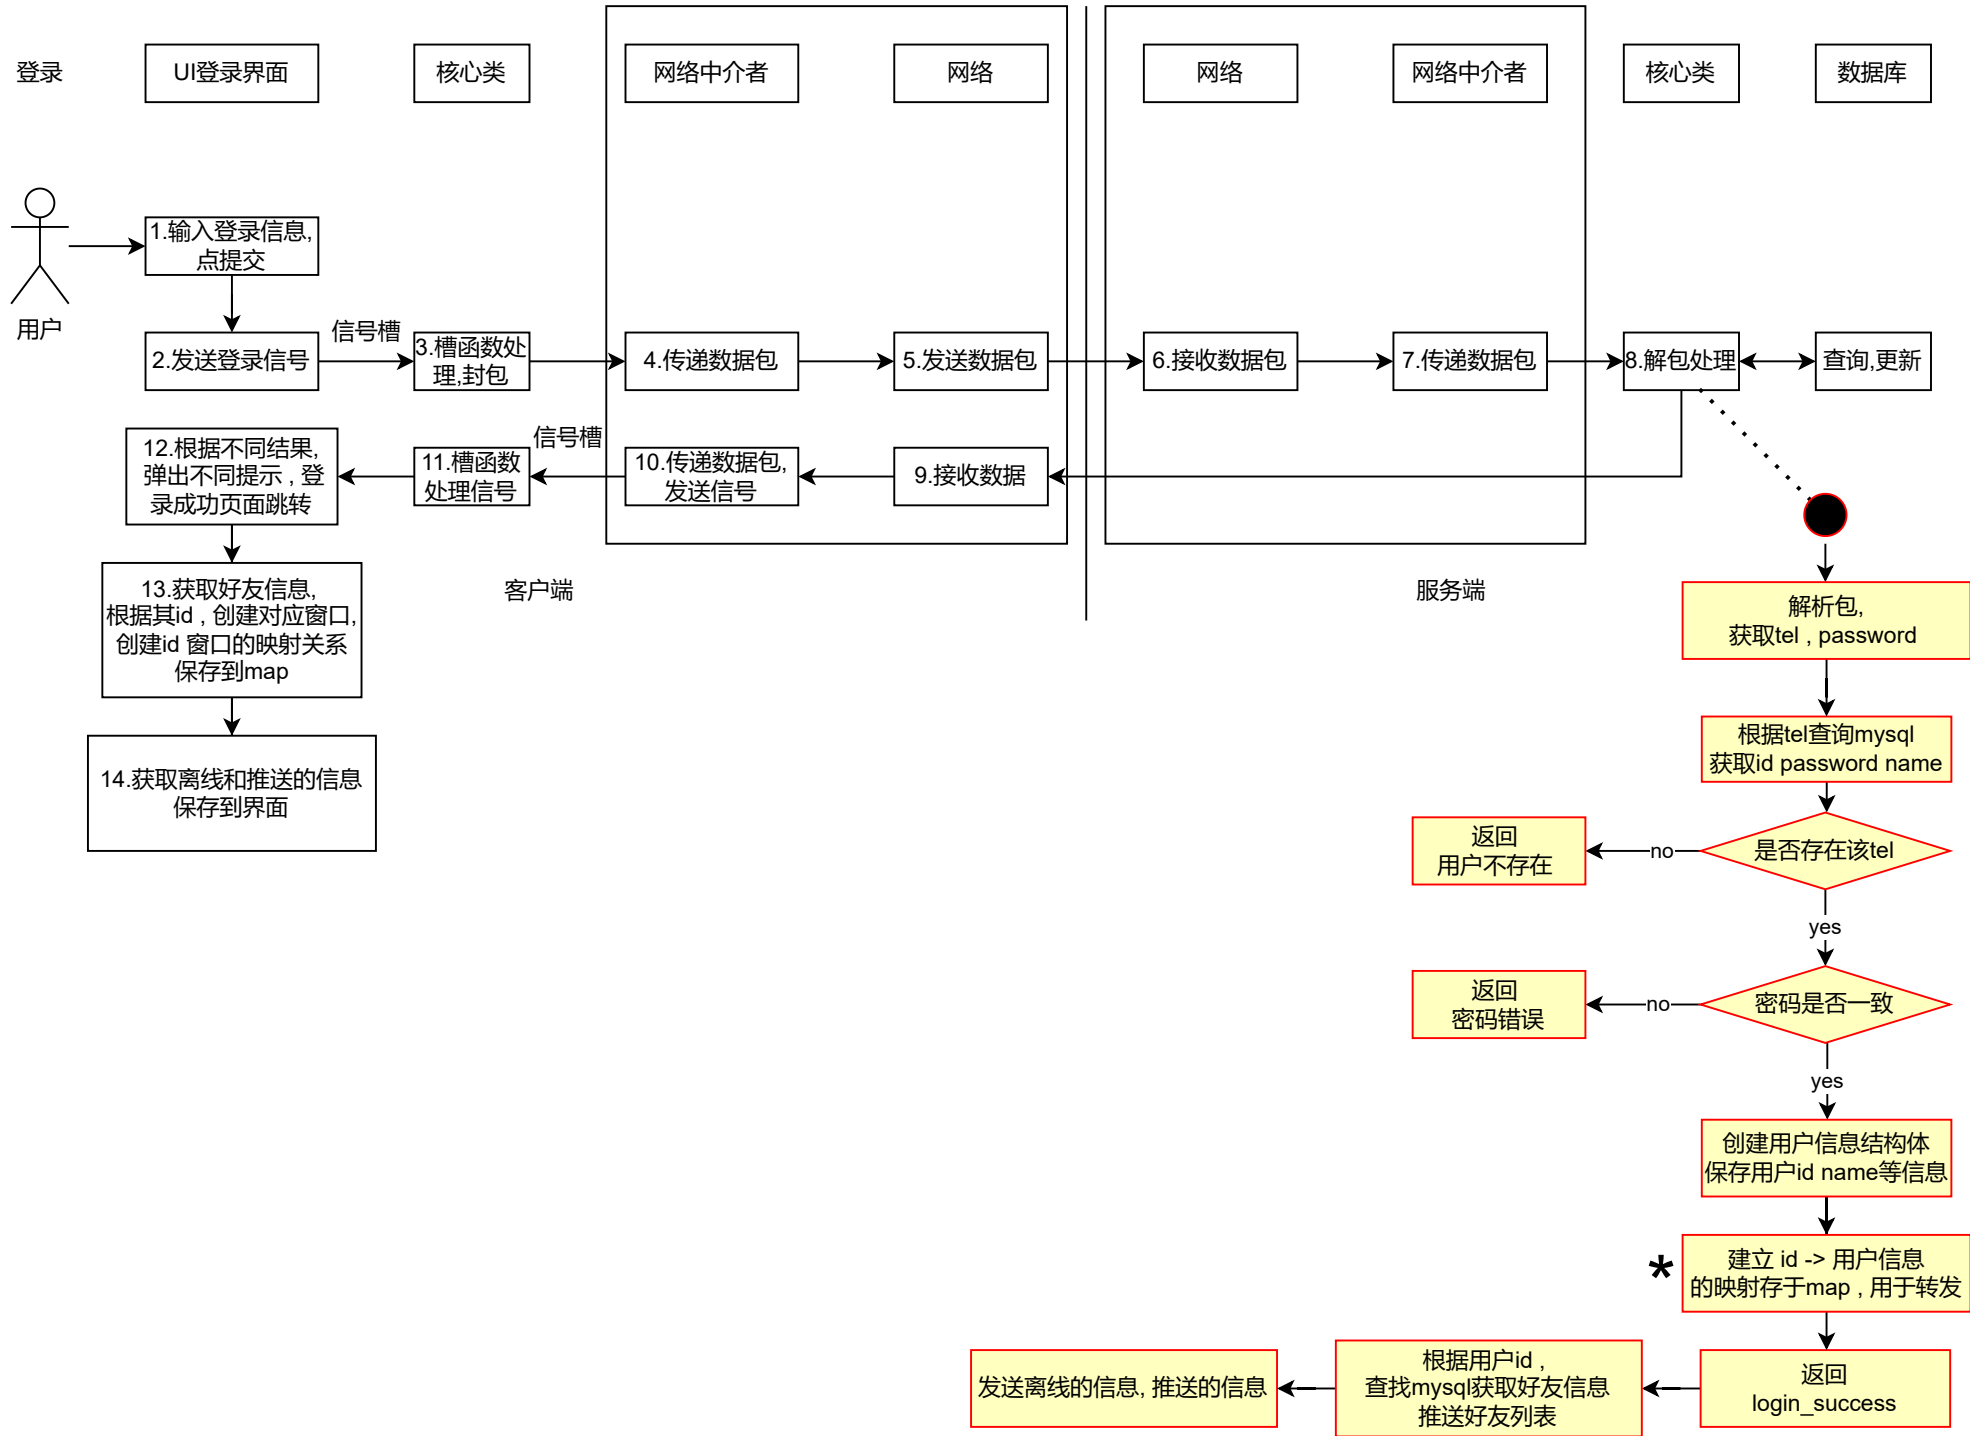 登录
UI登录界面
核心类
网络中介者
网络
网络
网络中介者
核心类
数据库
用户
1.输入登录信息,
点提交
2.发送登录信号
信号槽
3.槽函数处
理,封包
4.传递数据包
5.发送数据包
6.接收数据包
7.传递数据包
8.解包处理
查询,更新
12.根据不同结果,
弹出不同提示 , 登
录成功页面跳转
11.槽函数
处理信号
信号槽
10.传递数据包,
发送信号
9.接收数据
13.获取好友信息,
根据其id , 创建对应窗口,
创建id 窗口的映射关系
保存到map
客户端
服务端
14.获取离线和推送的信息
保存到界面
解析包,
获取tel , password
根据tel查询mysql
获取id password name
是否存在该tel
no
返回
用户不存在
yes
密码是否一致
no
返回
密码错误
yes
创建用户信息结构体
保存用户id name等信息
*
建立 id -> 用户信息
的映射存于map , 用于转发
返回
login_success
根据用户id ,
查找mysql获取好友信息
推送好友列表
发送离线的信息, 推送的信息